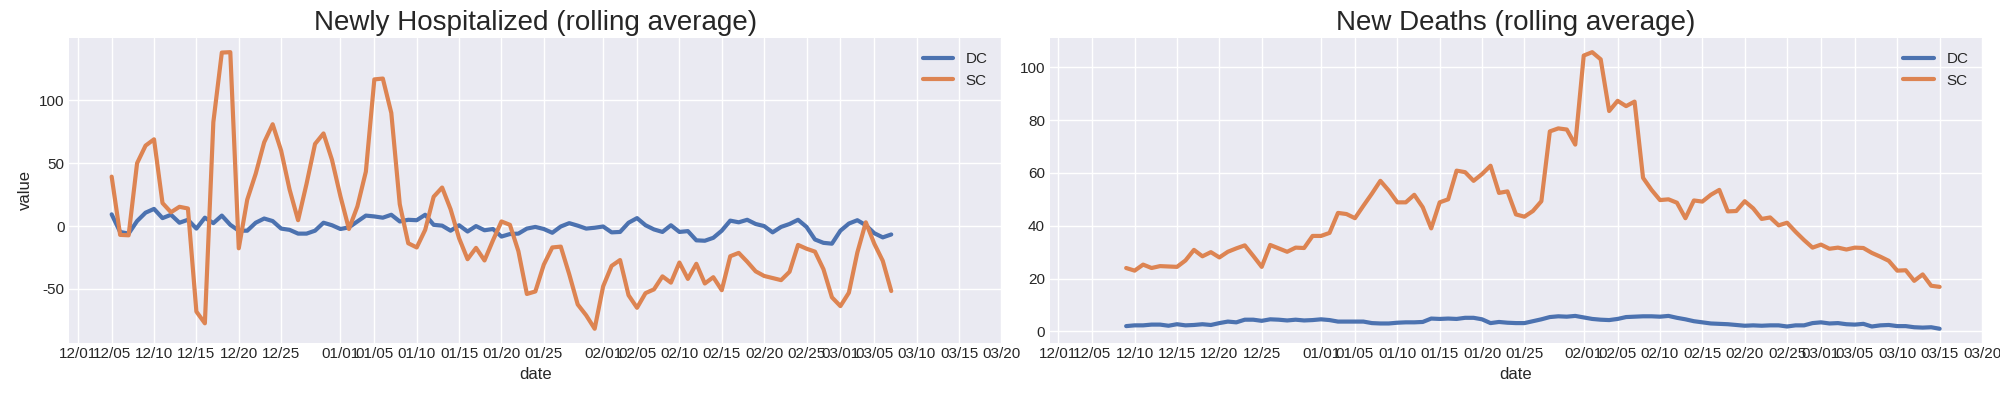 Newly Hospitalized (rolling average)
DC
SC
100
50
0
-50
value
12/01 12/05 12/10 12/15 12/20 12/25 01/01 01/05 01/10 01/15 01/20 01/25 02/01 02/05 02/10 02/15 02/20 02/25 03/01 03/05 03/10 03/15 03/20
date
New Deaths (rolling average)
DC
SC
100
80
60
40
20
0
12/01 12/05 12/10 12/15 12/20 12/25 01/01 01/05 01/10 01/15 01/20 01/25 02/01 02/05 02/10 02/15 02/20 02/25 03/01 03/05 03/10 03/15 03/20
date